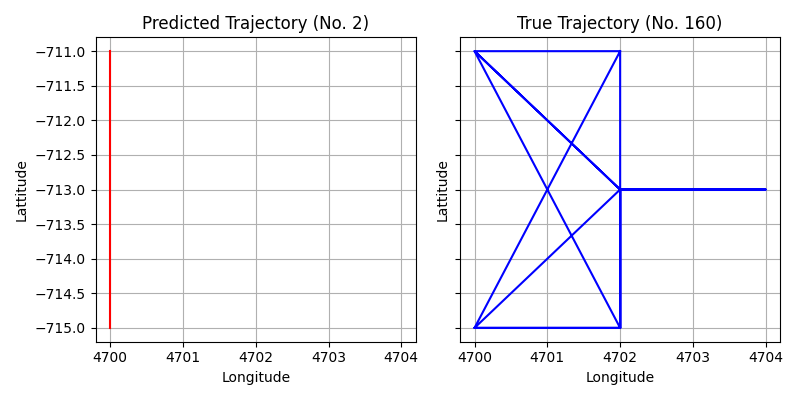 Predicted Trajectory (No. 2)
True Trajectory (No. 160)
−711.0
−711.5
−712.0
−712.5
−713.0
−713.5
−714.0
−714.5
−715.0
Lattitude
Lattitude
4700 4701 4702 4703 4704
4700 4701 4702 4703 4704
Longitude
Longitude